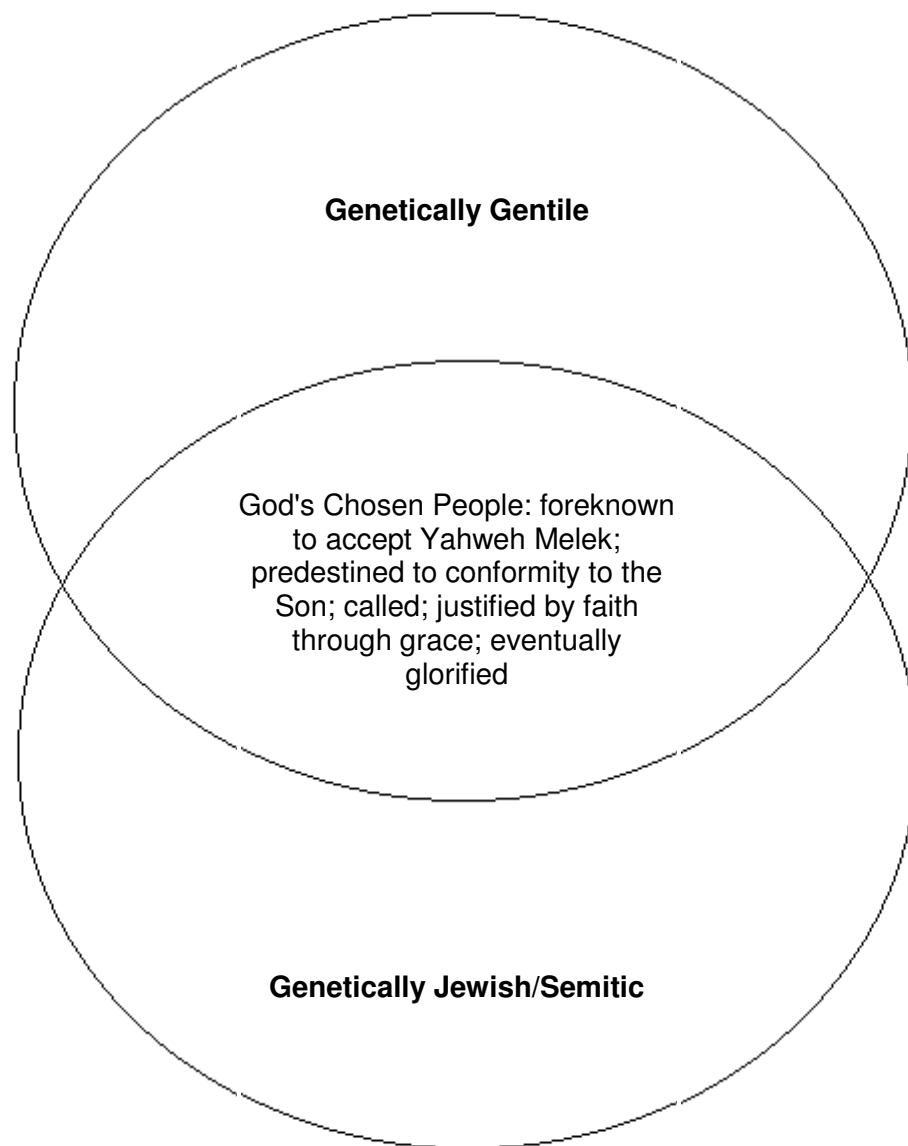 Genetically Gentile
God's Chosen People: foreknown
to accept Yahweh Melek;
predestined to conformity to the
Son; called; justified by faith
through grace; eventually
glorified
Genetically Jewish/Semitic